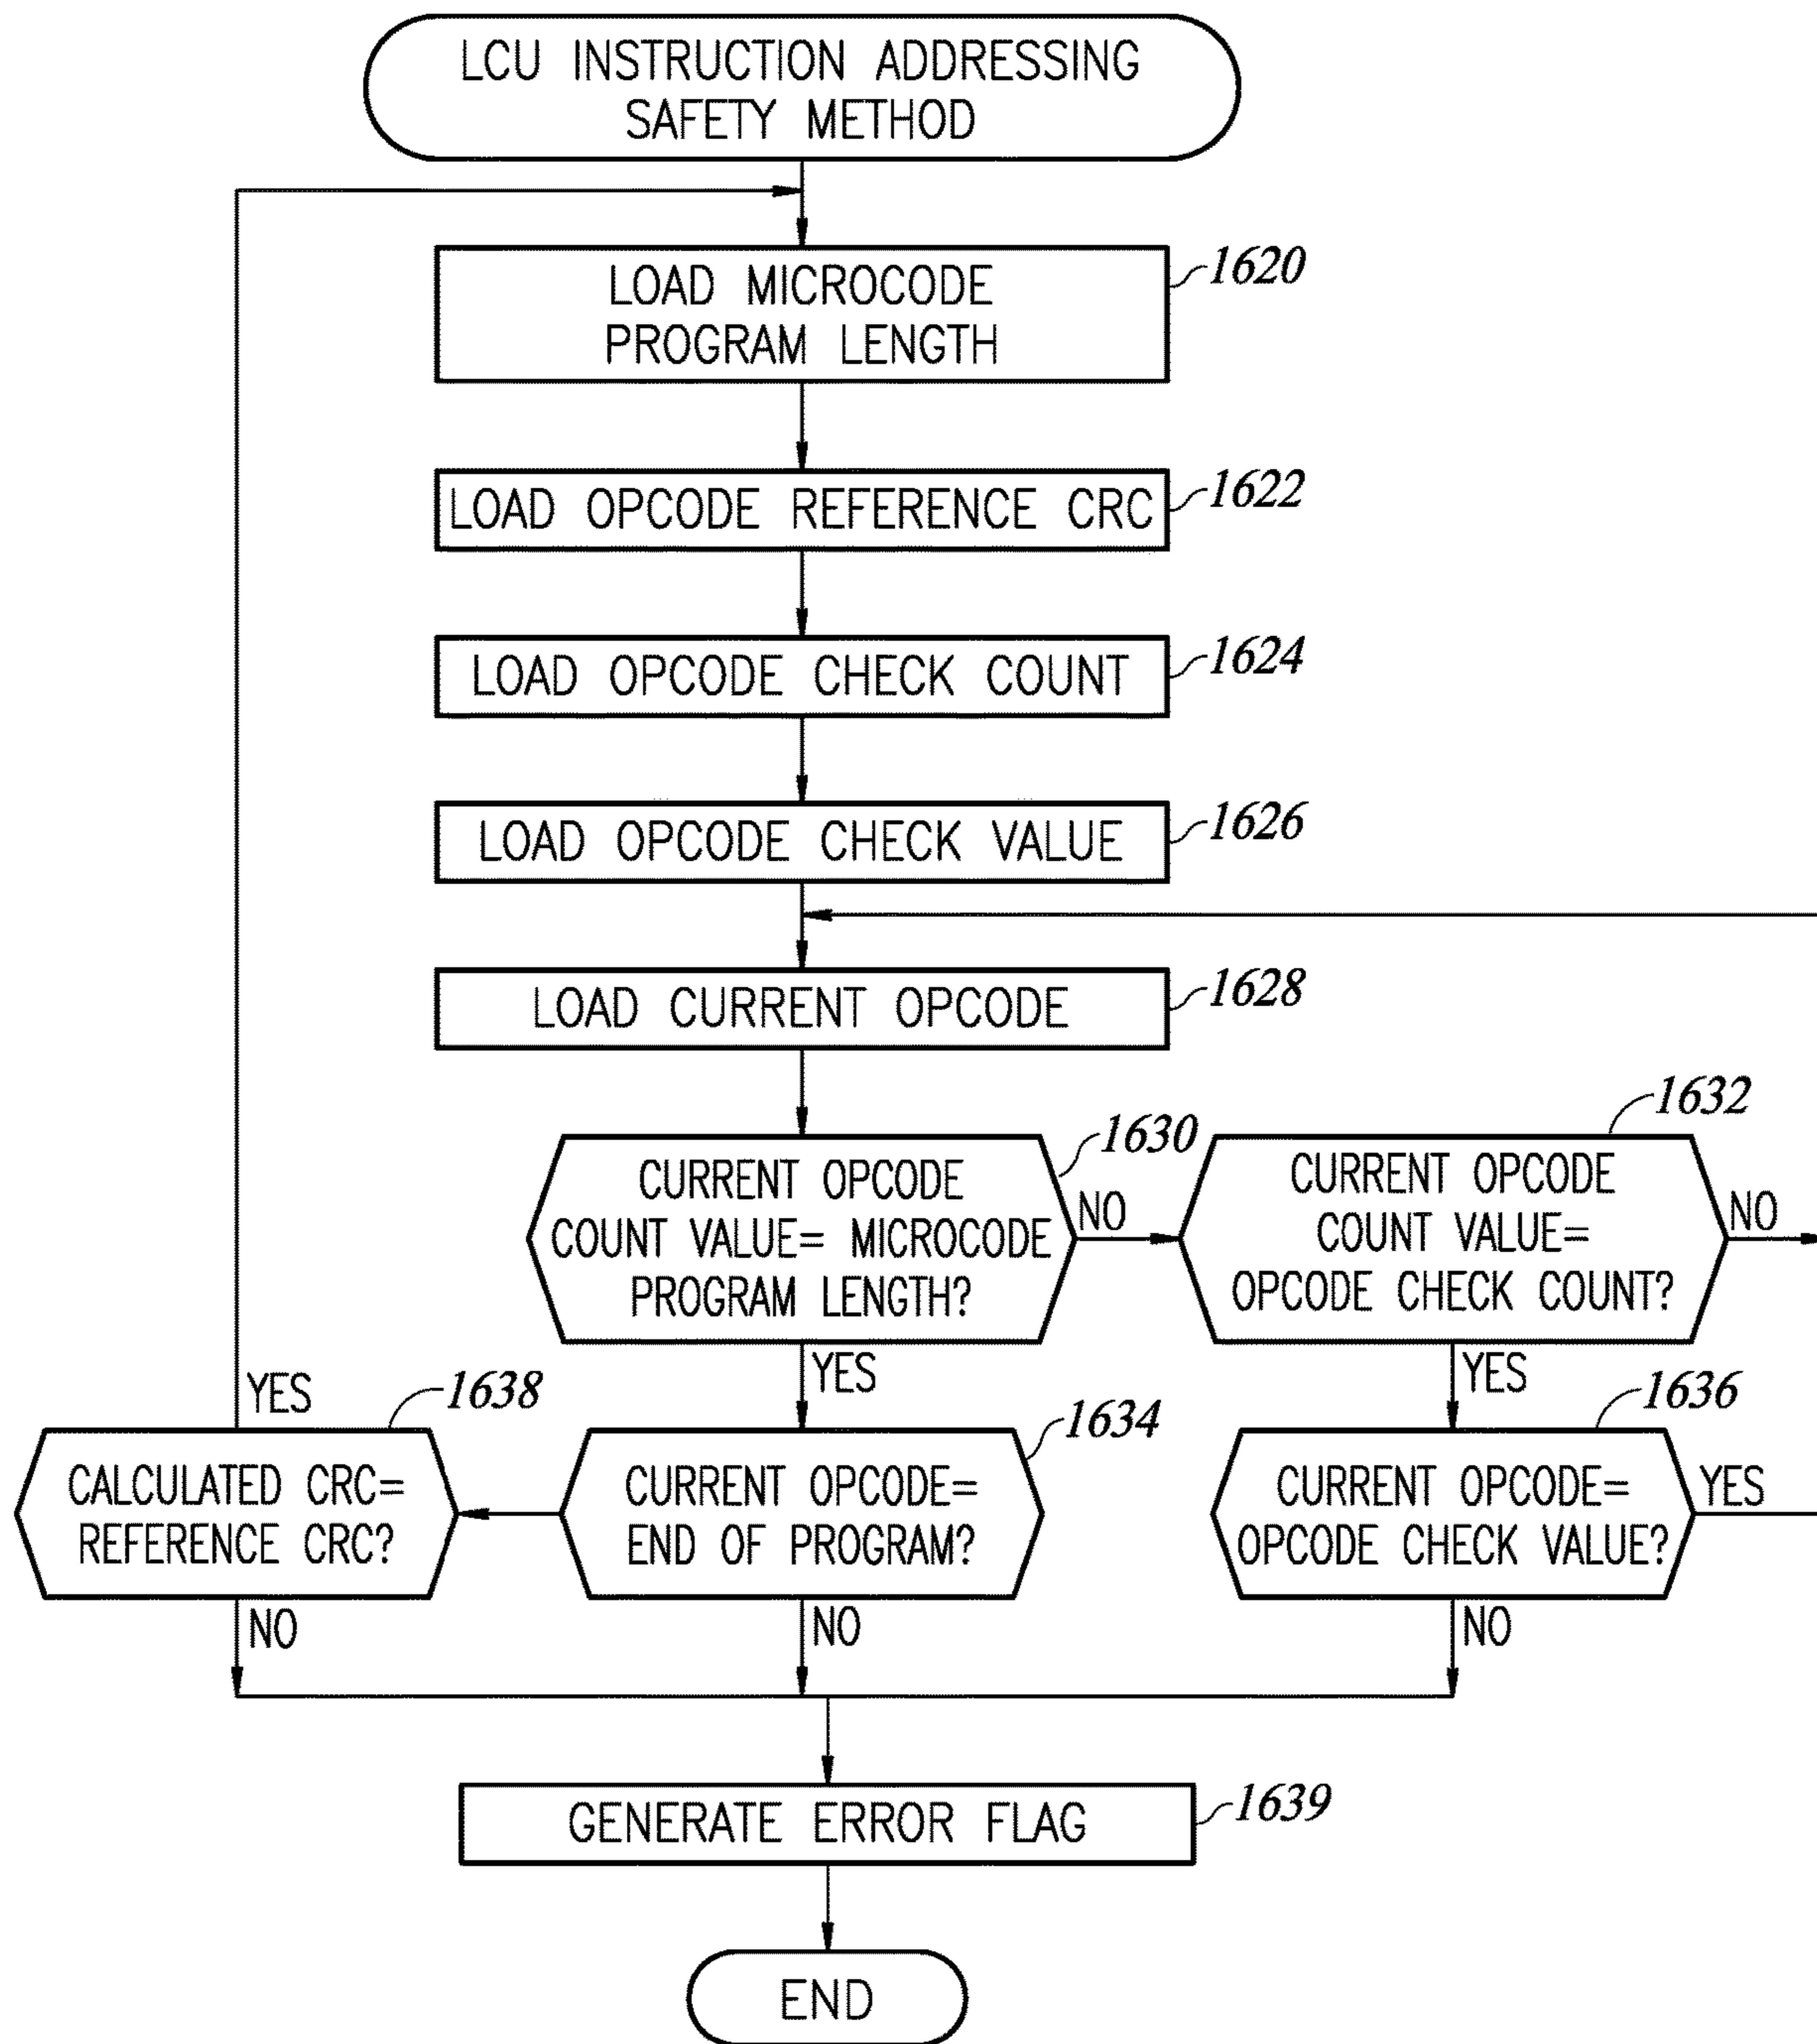 LCU INSTRUCTION ADDRESSING
SAFETY METHOD
1620
LOAD MICROCODE
PROGRAM LENGTH
1622
LOAD OPCODE REFERENCE CRC
1624
LOAD OPCODE CHECK COUNT
1626
LOAD OPCODE CHECK VALUE
1628
LOAD CURRENT OPCODE
1630
CURRENT OPCODE
COUNT VALUE= MICROCODE
PROGRAM LENGTH?
NO
YES
1632
CURRENT OPCODE
COUNT VALUE=
OPCODE CHECK COUNT?
NO
YES
YES
1638
CALCULATED CRC=
REFERENCE CRC?
NO
1634
CURRENT OPCODE=
END OF PROGRAM?
NO
1636
CURRENT OPCODE=
OPCODE CHECK VALUE?
YES
NO
GENERATE ERROR FLAG
1639
END